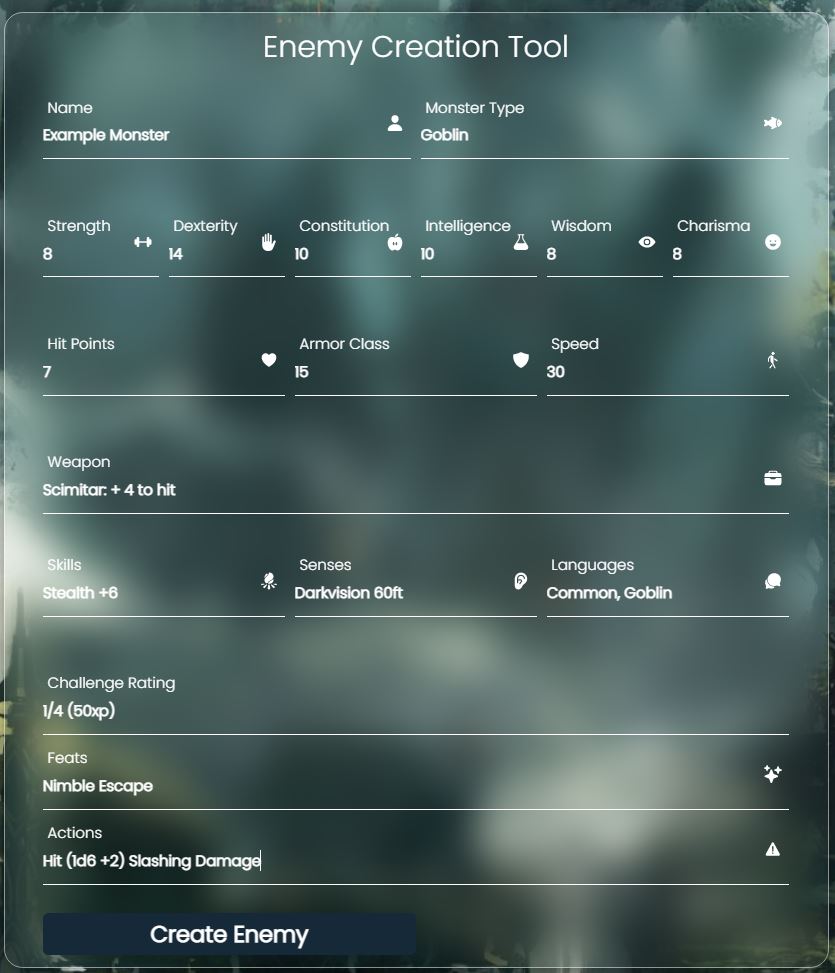 Enemy Creation Tool
Name Monster Type
Example Monster Goblin
Strength Dexterity Constitution Intelligence Wisdom Charisma
8 14 10 10 8 8
Hit Points Armor Class Speed
7 15 30
Weapon
Scimitar: + 4 to hit
Skills Senses Languages
Stealth +6 Darkvision 60ft Common, Goblin
Challenge Rating
1/4 (50xp)
Feats
Nimble Escape
Actions
Hit (1d6 +2) Slashing Damage
Create Enemy